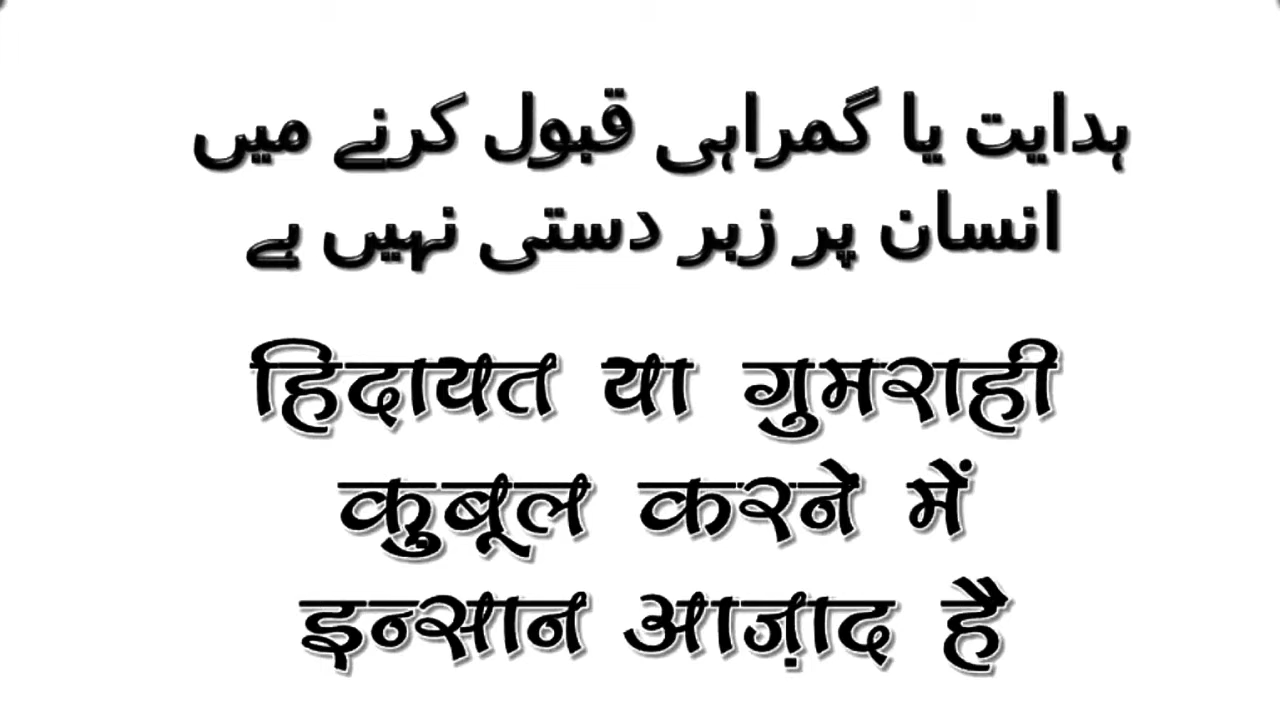 ہدایت یا گمراہی قبول کرنے میں
انسان پر زبر دستی نہیں ہے
हिदायत या गुमराही
कुबूल करने में
इन्सान आज़ाद है